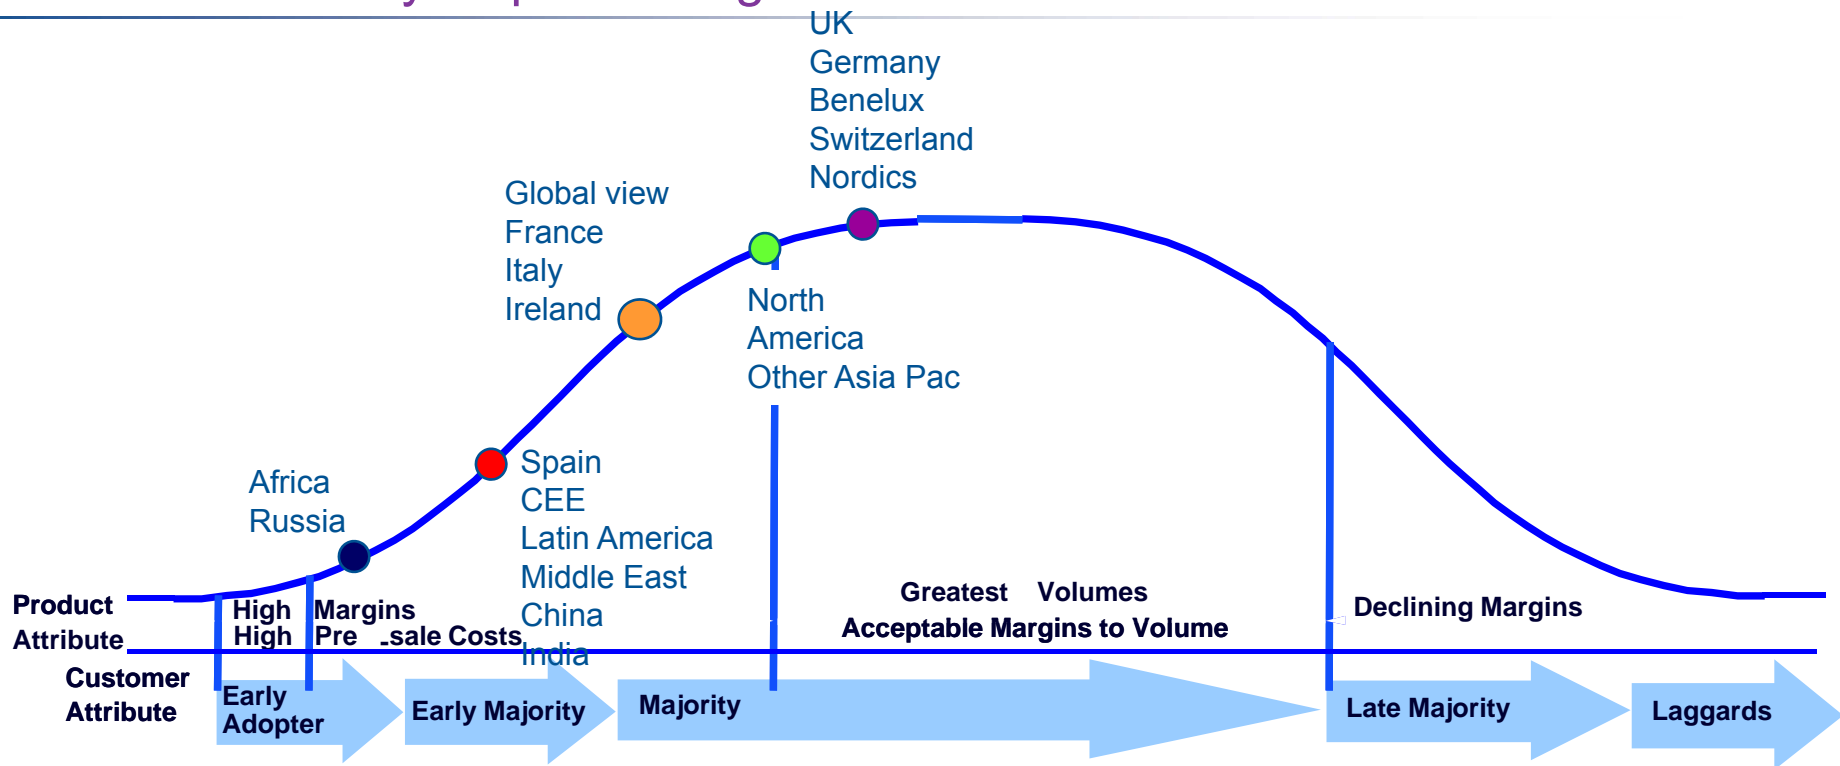 UK
Germany
Benelux
Switzerland
Nordics
Global view
France
Italy
Ireland
North
America
Other Asia Pac
Africa
Russia
Spain
CEE
Latin America
Middle East
China
India
Product
Attribute
High Margins
High Pre -sale Costs
Greatest Volumes
Acceptable Margins to Volume
Declining Margins
Customer
Attribute
Early
Adopter
Early Majority
Majority
Late Majority
Laggards